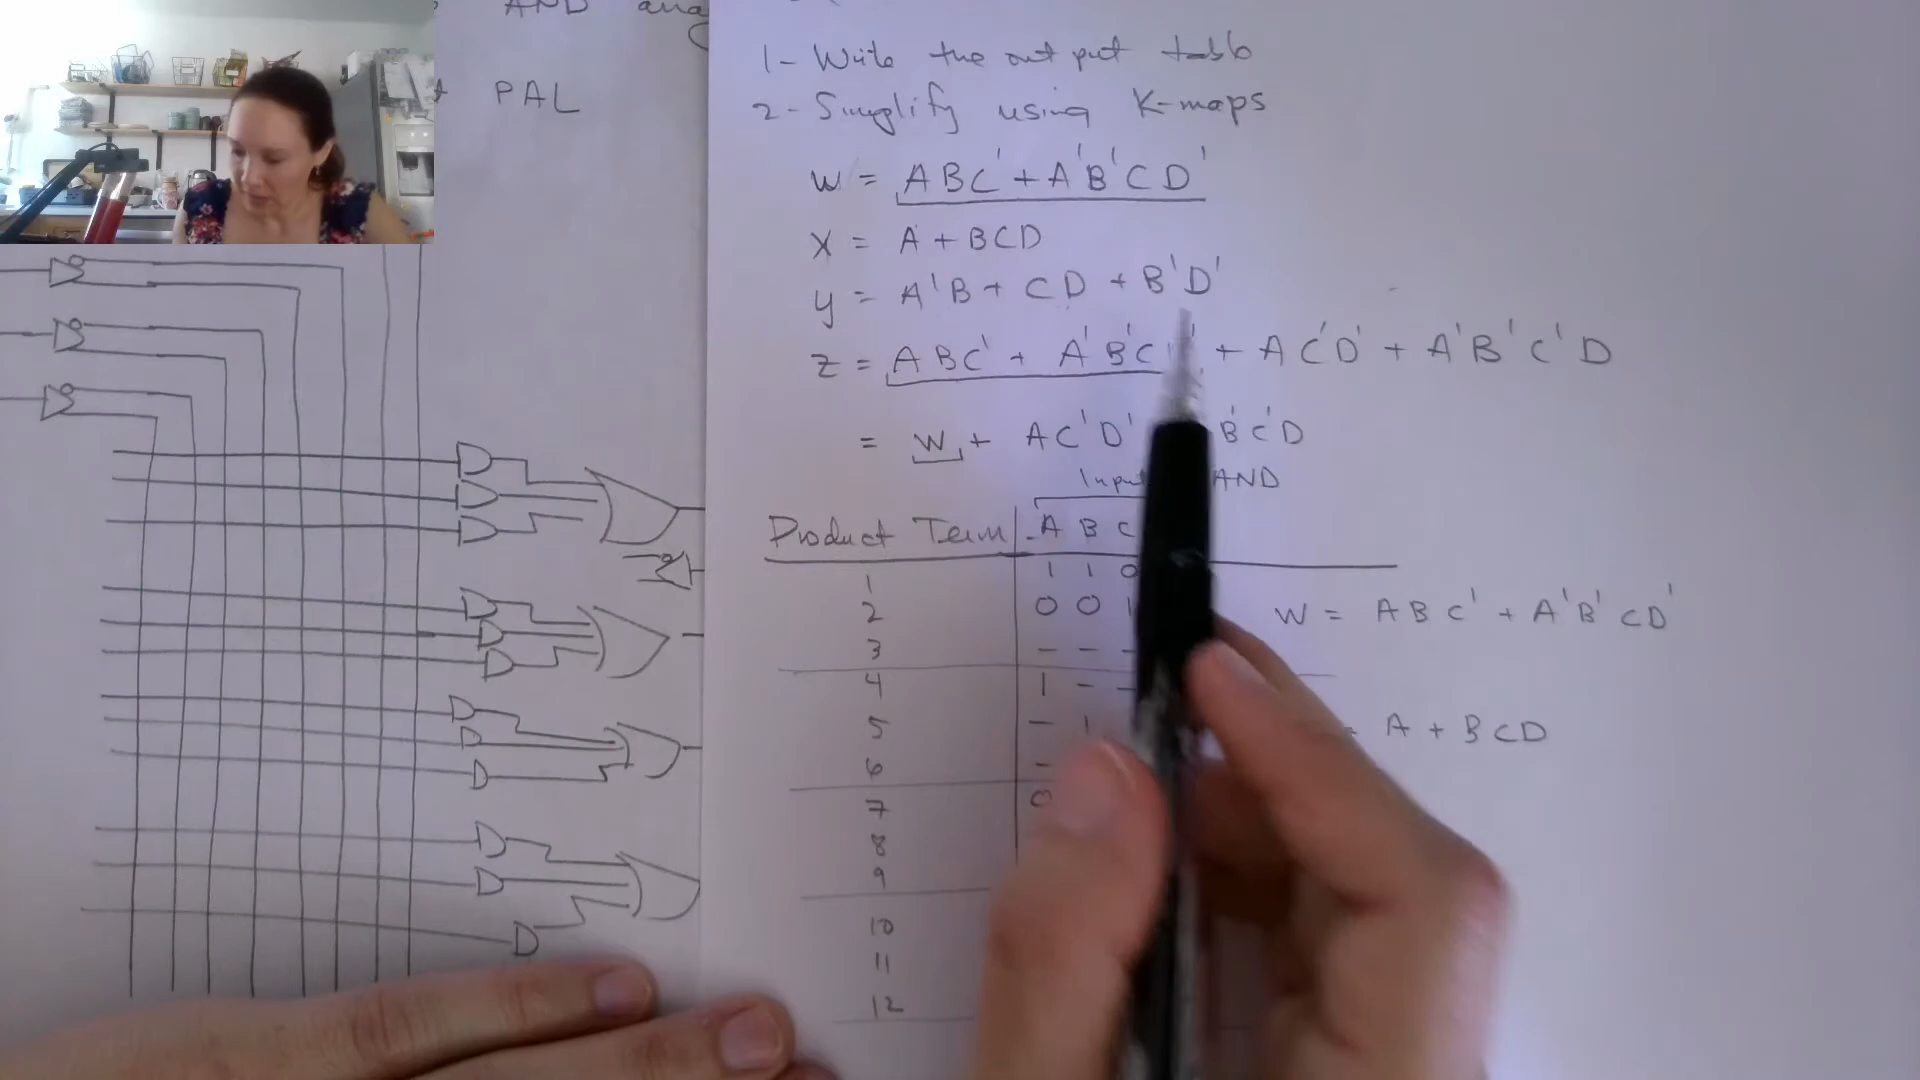 AND
PAL
1- Write the output table
2- Simplify using K-maps
W = ABC' + A'B'CD'
X = A + BCD
y = A'B + CD + B'D'
Z = ABC' + A'B'C ' + AC'D' + A'B'C'D
= W + AC'D' B'C'D
AND
Product Term A B C
1 1 1 0
2 0 0 1
W = ABC' + A'B'CD'
3 - - -
4 1 - -
5 - 1
= A + BCD
6 -
7 0
8
9
10
11
12